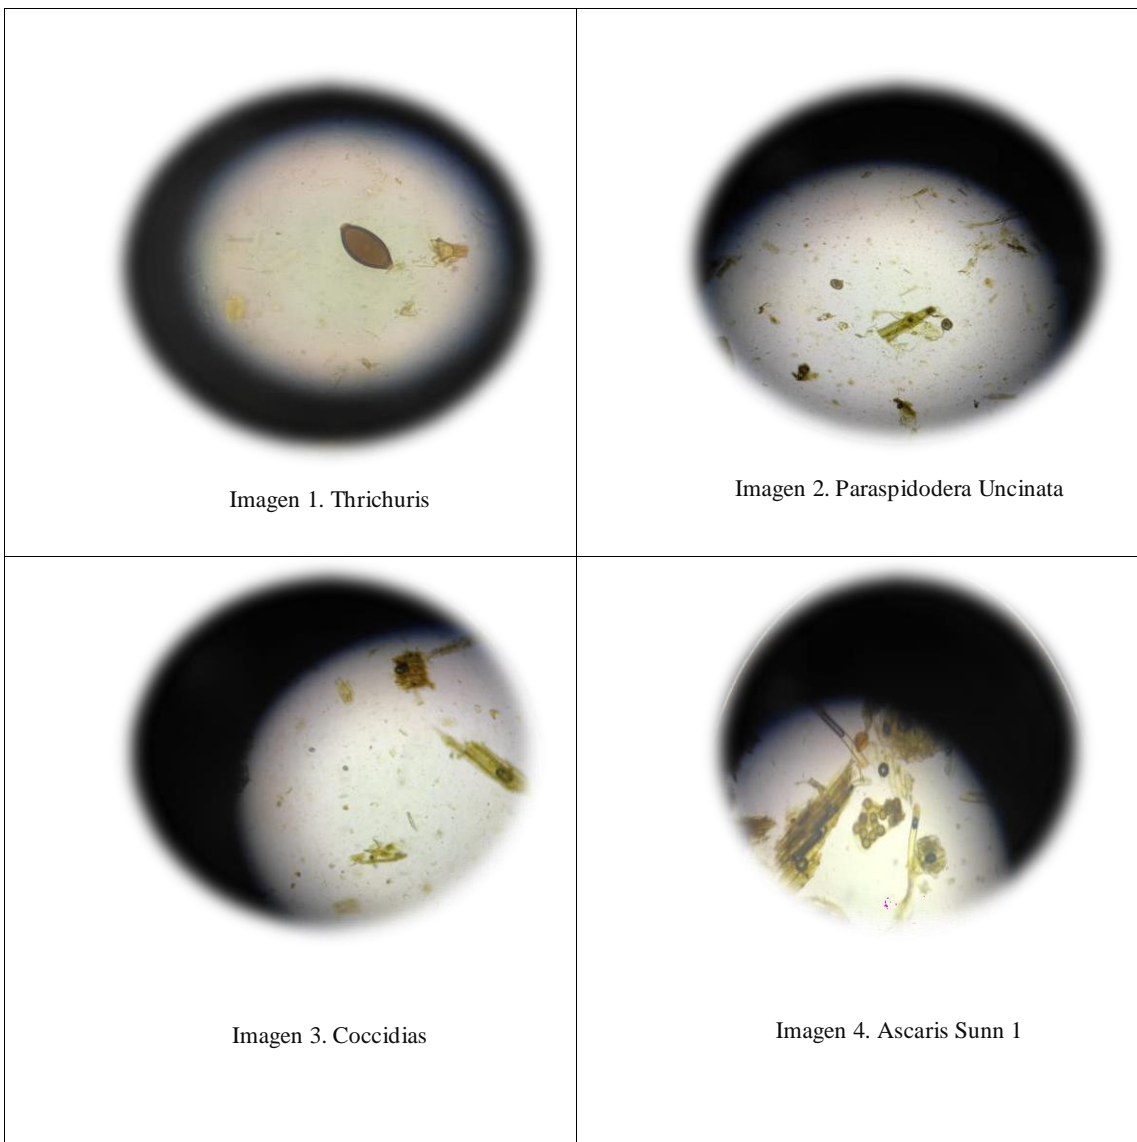 Imagen 1. Thrichuris
Imagen 2. Paraspidodera Uncinata
Imagen 3. Coccidias
Imagen 4. Ascaris Sunn 1